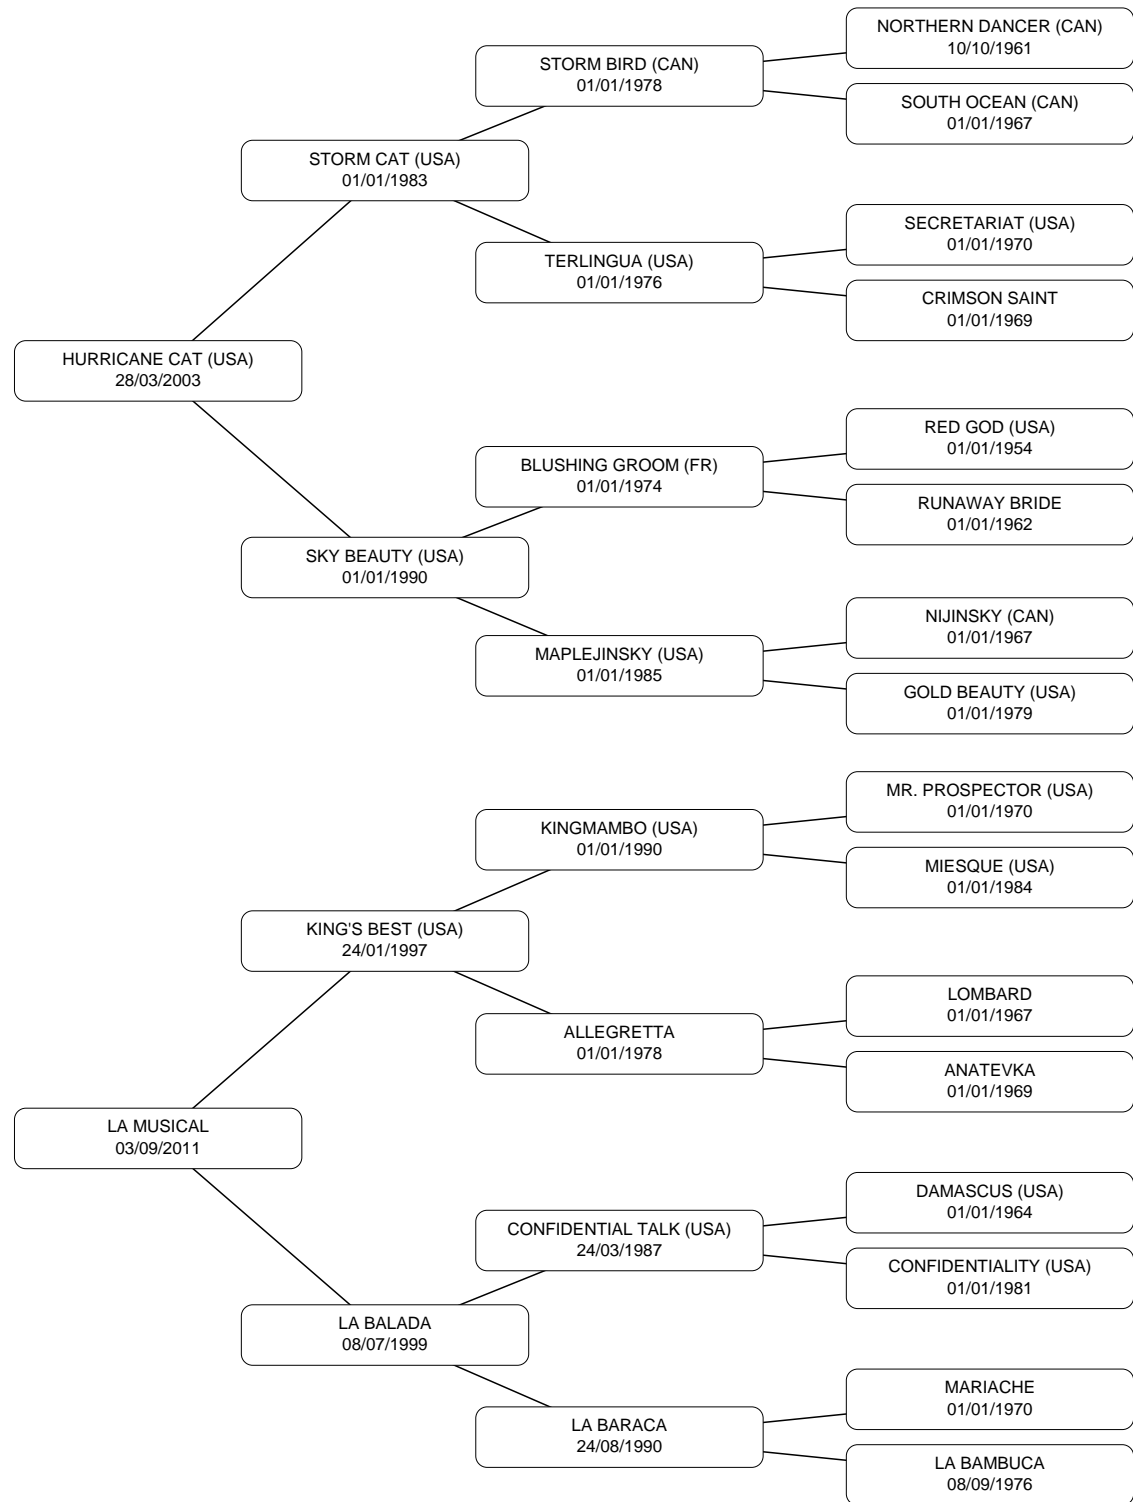 NORTHERN DANCER (CAN)
10/10/1961
STORM BIRD (CAN)
01/01/1978
SOUTH OCEAN (CAN)
01/01/1967
STORM CAT (USA)
01/01/1983
SECRETARIAT (USA)
01/01/1970
TERLINGUA (USA)
01/01/1976
CRIMSON SAINT
01/01/1969
HURRICANE CAT (USA)
28/03/2003
RED GOD (USA)
01/01/1954
BLUSHING GROOM (FR)
01/01/1974
RUNAWAY BRIDE
01/01/1962
SKY BEAUTY (USA)
01/01/1990
NIJINSKY (CAN)
01/01/1967
MAPLEJINSKY (USA)
01/01/1985
GOLD BEAUTY (USA)
01/01/1979
MR. PROSPECTOR (USA)
01/01/1970
KINGMAMBO (USA)
01/01/1990
MIESQUE (USA)
01/01/1984
KING'S BEST (USA)
24/01/1997
LOMBARD
01/01/1967
ALLEGRETTA
01/01/1978
ANATEVKA
01/01/1969
LA MUSICAL
03/09/2011
DAMASCUS (USA)
01/01/1964
CONFIDENTIAL TALK (USA)
24/03/1987
CONFIDENTIALITY (USA)
01/01/1981
LA BALADA
08/07/1999
MARIACHE
01/01/1970
LA BARACA
24/08/1990
LA BAMBUCA
08/09/1976